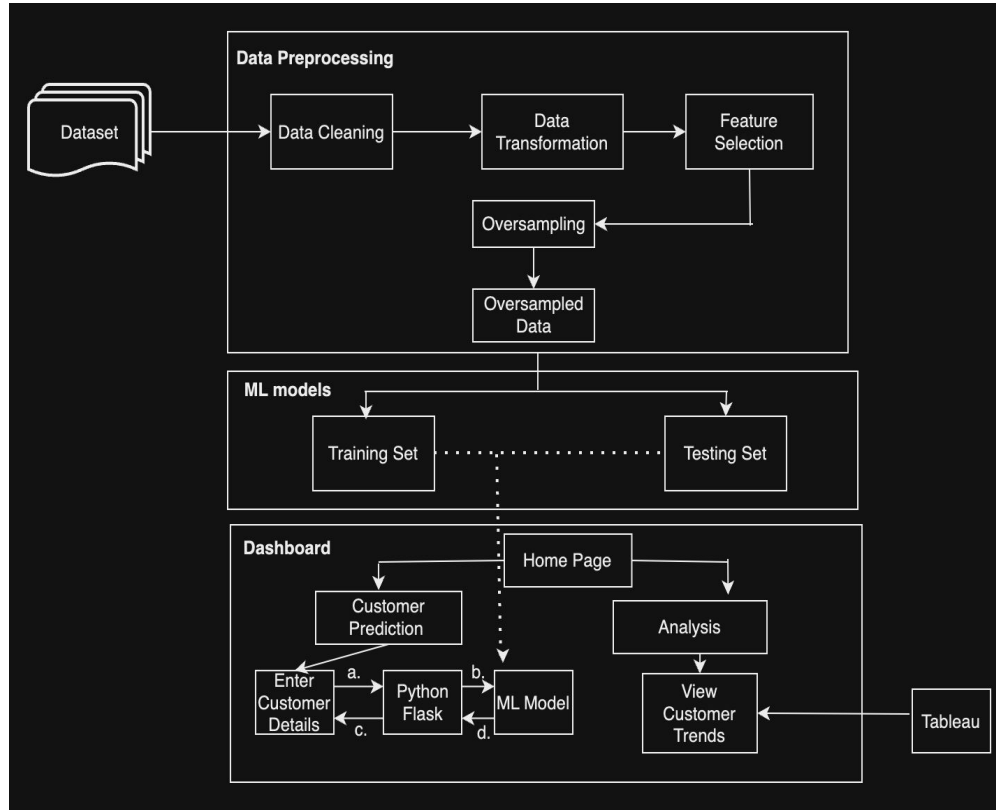 Data Preprocessing
Dataset
Data Cleaning
Data
Transformation
Feature
Selection
Oversampling
Oversampled
Data
ML models
Training Set
Testing Set
Dashboard
Home Page
Customer
Prediction
Analysis
Enter
Customer
Details
a.
c.
Python
Flask
b.
d.
ML Model
View
Customer
Trends
Tableau